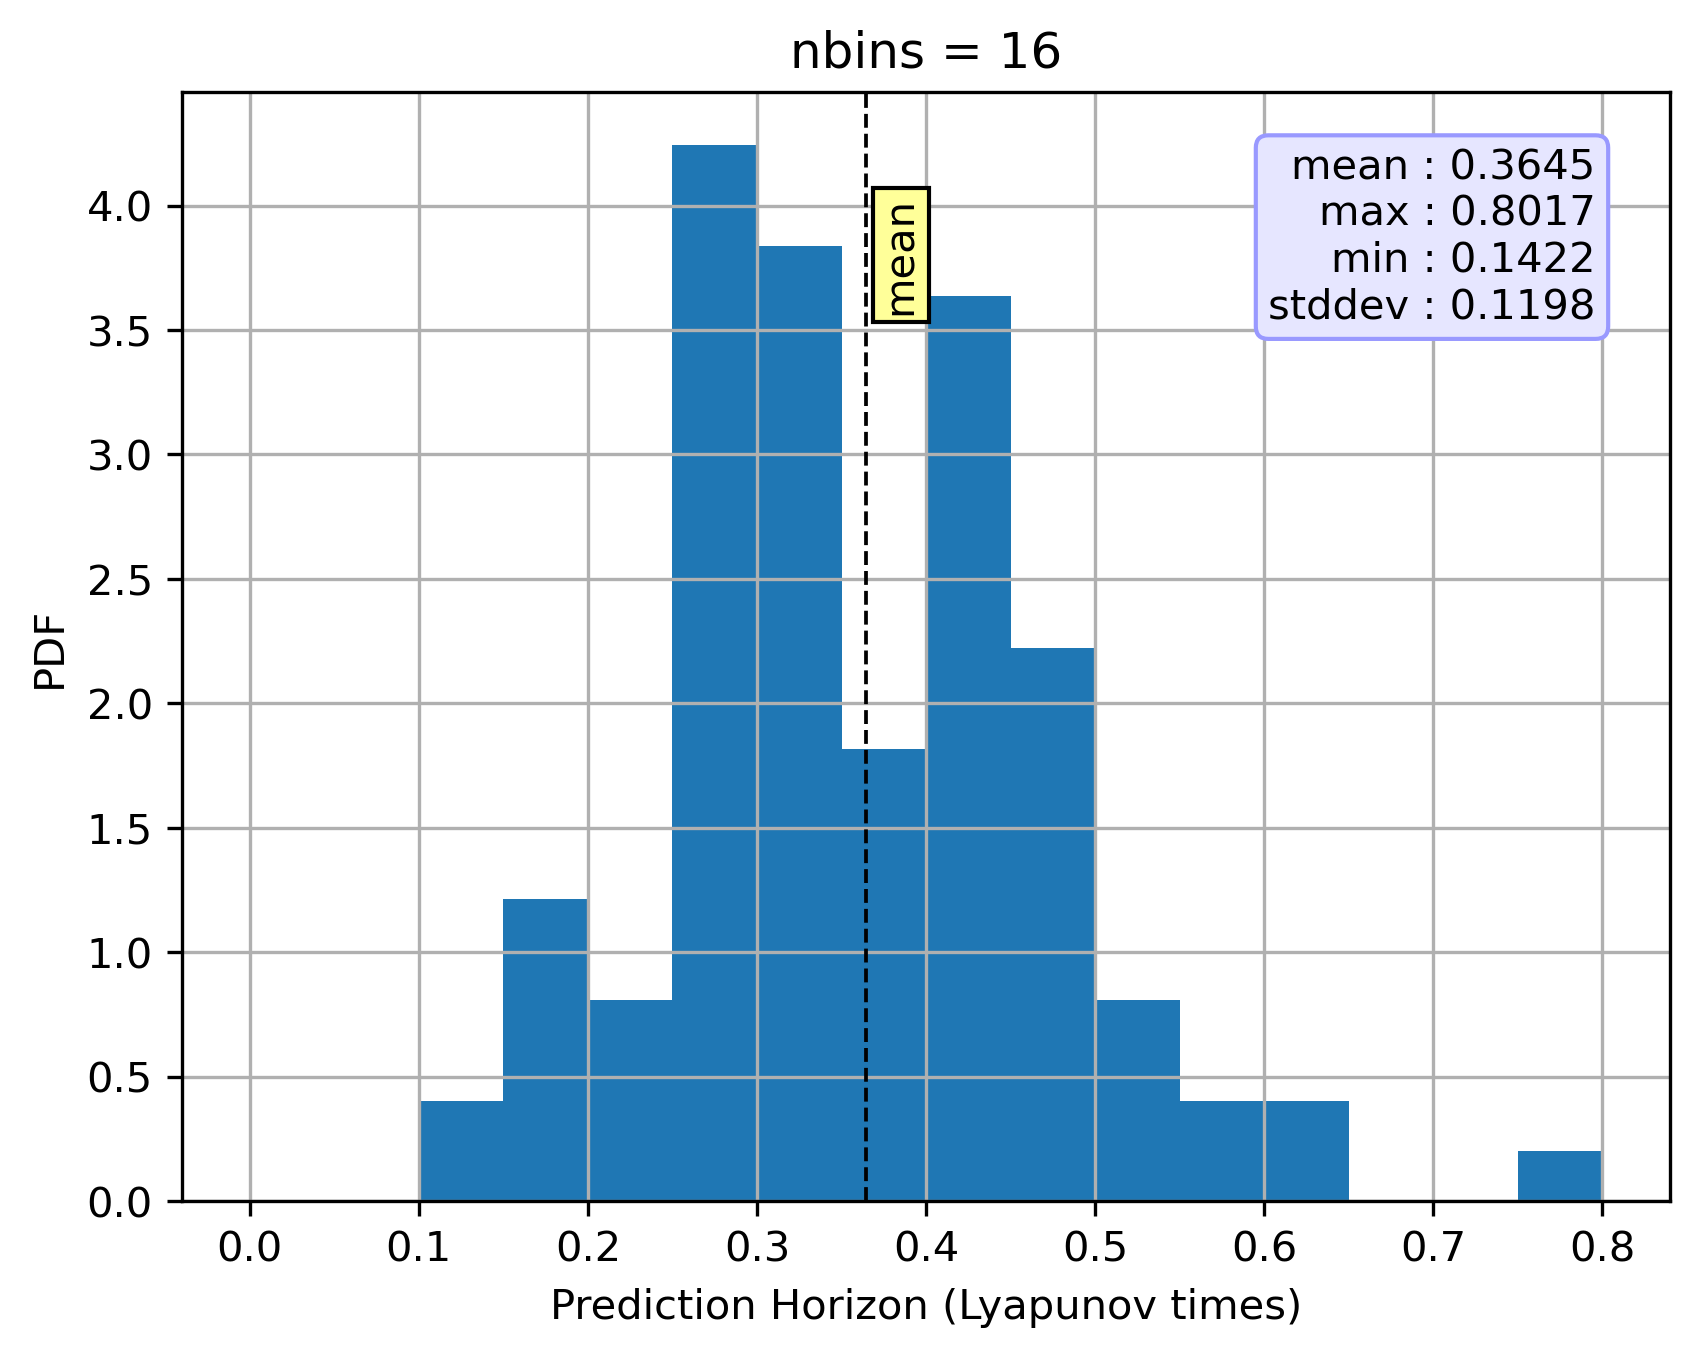 nbins = 16
mean : 0.3645
max : 0.8017
min : 0.1422
stddev : 0.1198
mean
PDF
4.0
3.5
3.0
2.5
2.0
1.5
1.0
0.5
0.0
0.0 0.1 0.2 0.3 0.4 0.5 0.6 0.7 0.8
Prediction Horizon (Lyapunov times)